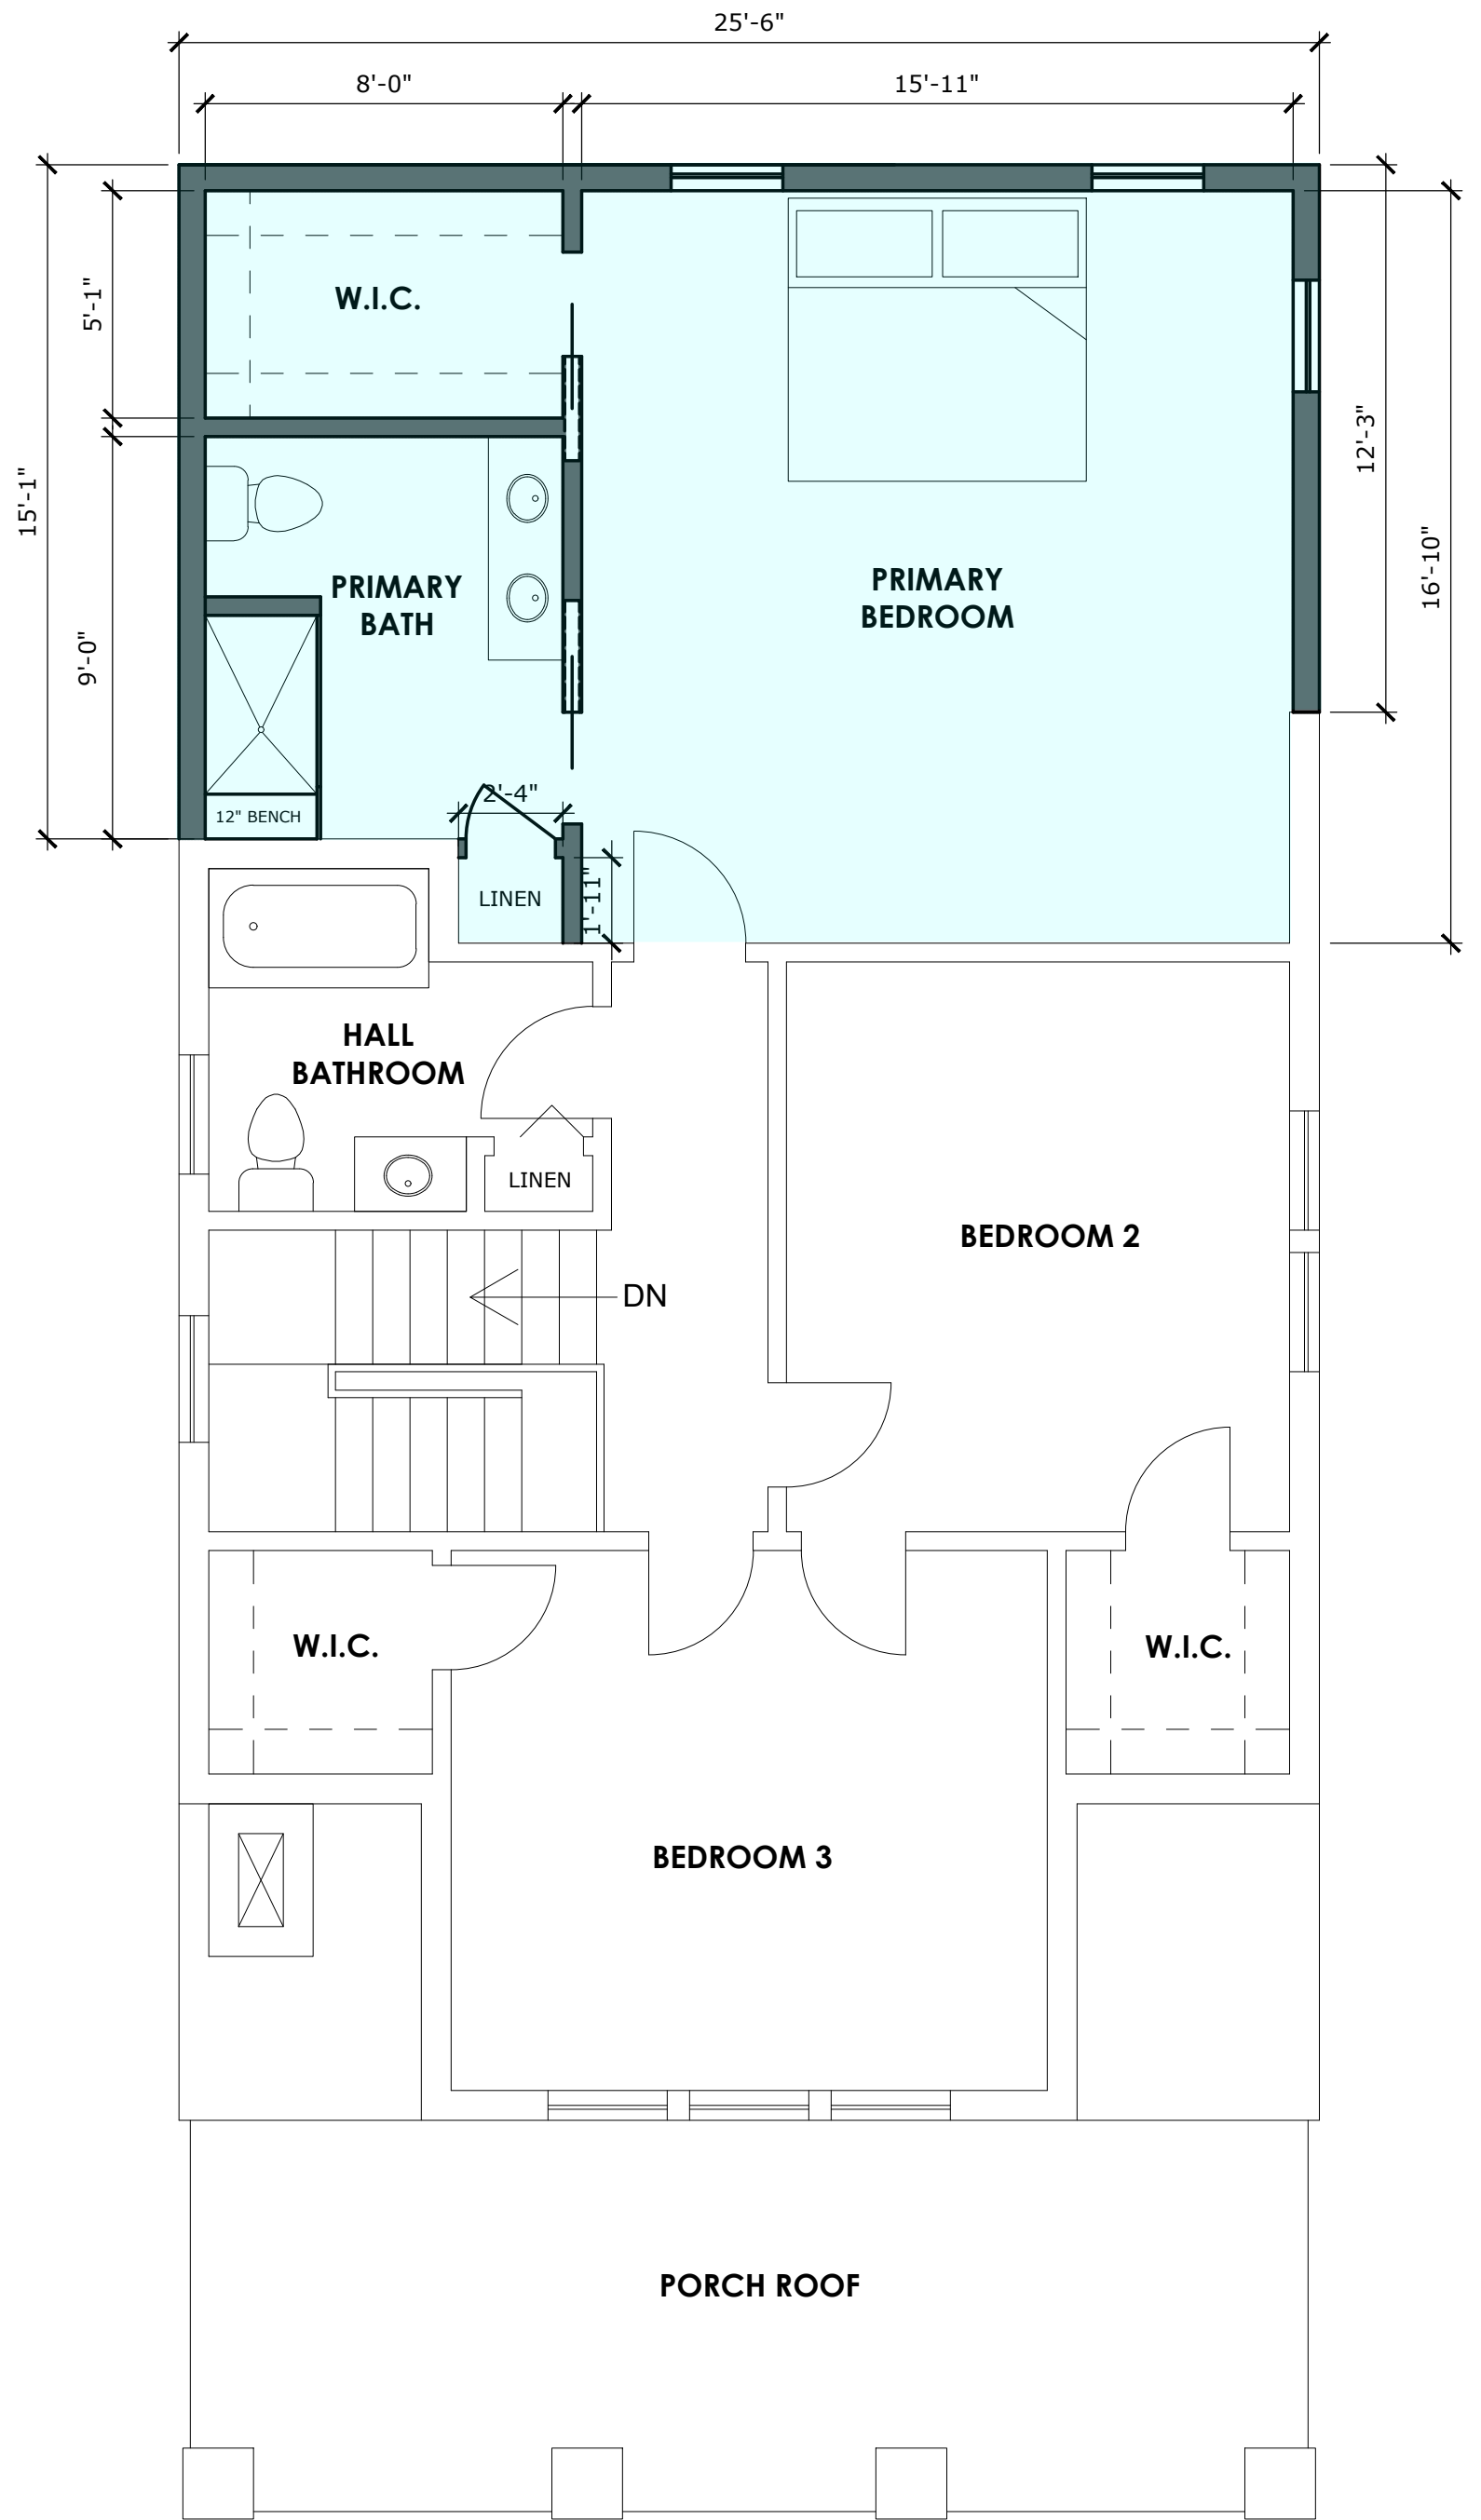 25'-6"
8'-0"
15'-11"
5'-1"
W.I.C.
12'-3"
15'-1"
16'-10"
PRIMARY
BATH
PRIMARY
BEDROOM
9'-0"
2'-4"
12" BENCH
LINEN
1'-11"
HALL
BATHROOM
LINEN
BEDROOM 2
DN
W.I.C.
W.I.C.
BEDROOM 3
PORCH ROOF